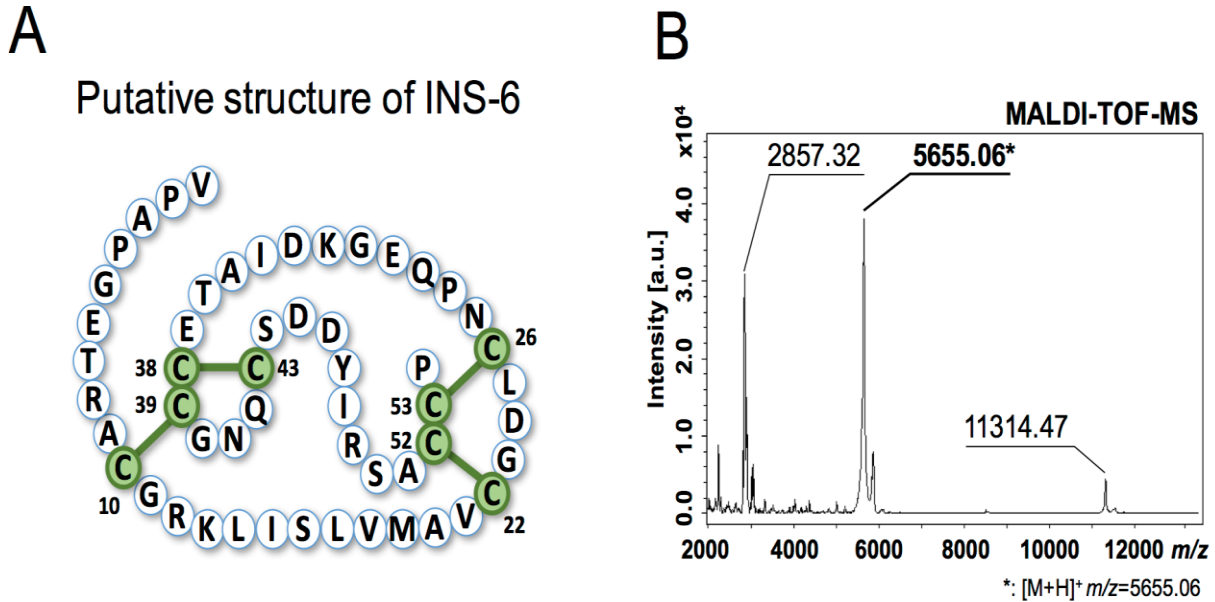 A
Putative structure of INS-6
V P A P G E T R A C G R K L I S L V M A V C G D L C N P Q E G K D I A T E C C G N Q C S D D Y I R S A C C P
10
22
26
38
39
43
52
53
B
MALDI-TOF-MS
x10⁴
Intensity [a.u.]
4.0
3.0
2.0
1.0
0.0
2857.32
5655.06*
11314.47
2000 4000 6000 8000 10000 12000 m/z
*: [M+H]⁺ m/z=5655.06